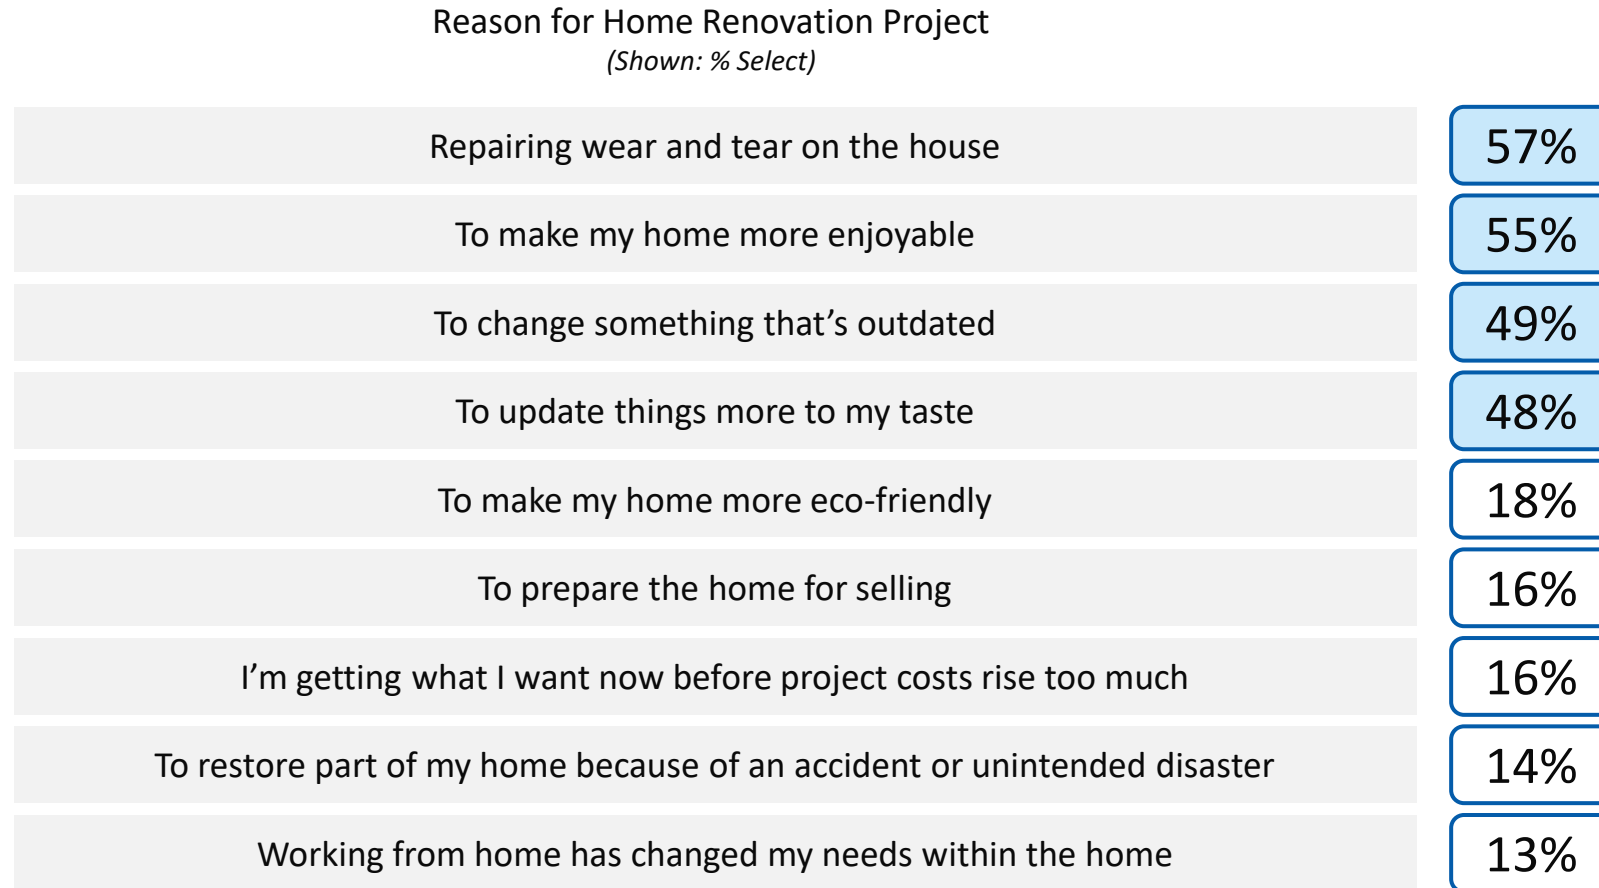 Reason for Home Renovation Project
(Shown: % Select)
Repairing wear and tear on the house 57%
To make my home more enjoyable 55%
To change something that’s outdated 49%
To update things more to my taste 48%
To make my home more eco-friendly 18%
To prepare the home for selling 16%
I’m getting what I want now before project costs rise too much 16%
To restore part of my home because of an accident or unintended disaster 14%
Working from home has changed my needs within the home 13%